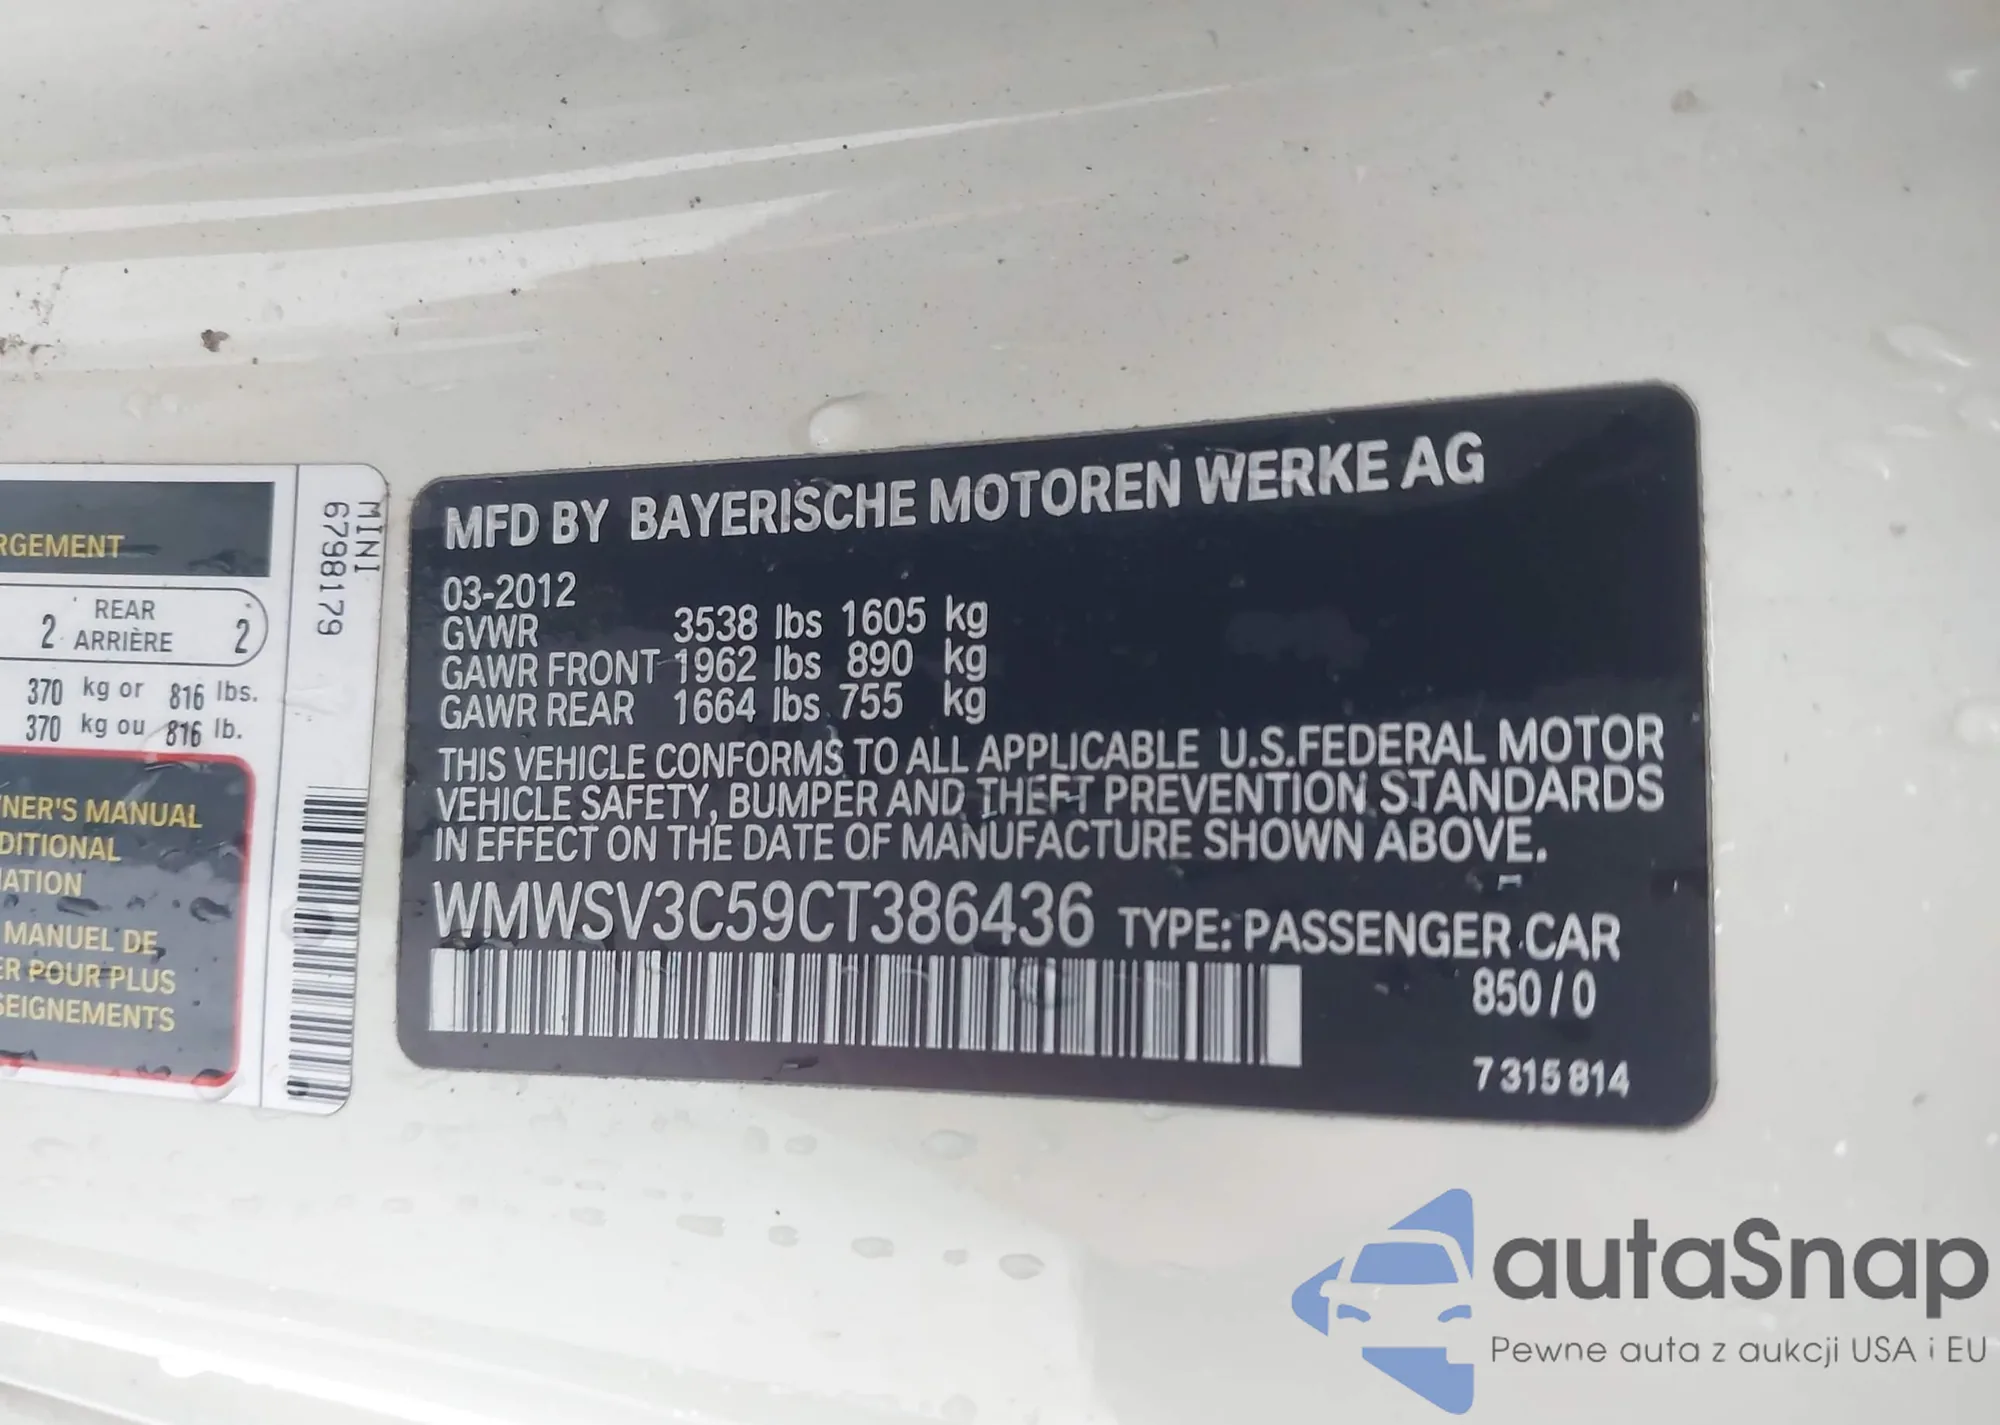 RGEMENT
2 REAR 2
ARRIÈRE
370 kg or 816 lbs.
370 kg ou 816 lb.
NER'S MANUAL
DITIONAL
ATION
MANUEL DE
ER POUR PLUS
SEIGNEMENTS
MINI
6798179
MFD BY BAYERISCHE MOTOREN WERKE AG
03-2012
GVWR 3538 lbs 1605 kg
GAWR FRONT 1962 lbs 890 kg
GAWR REAR 1664 lbs 755 kg
THIS VEHICLE CONFORMS TO ALL APPLICABLE U.S.FEDERAL MOTOR
VEHICLE SAFETY, BUMPER AND THEFT PREVENTION STANDARDS
IN EFFECT ON THE DATE OF MANUFACTURE SHOWN ABOVE.
WMWSV3C59CT386436 TYPE: PASSENGER CAR
850/0
7315814
autaSnap
Pewne auta z aukcji USA i EU